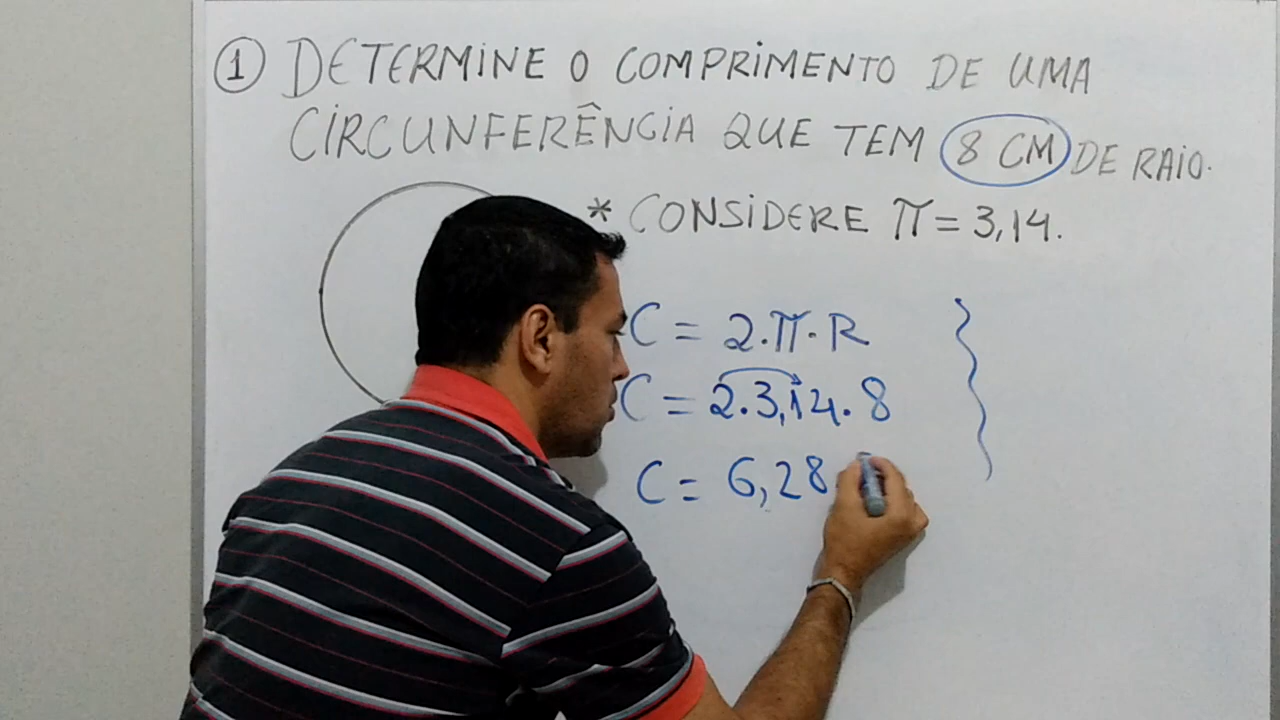 ① DETERMINE O COMPRIMENTO DE UMA
CIRCUNFERÊNCIA QUE TEM 8 CM DE RAIO.
* CONSIDERE π = 3,14.
C = 2.π.R
C = 2.3,14.8
C = 6,28